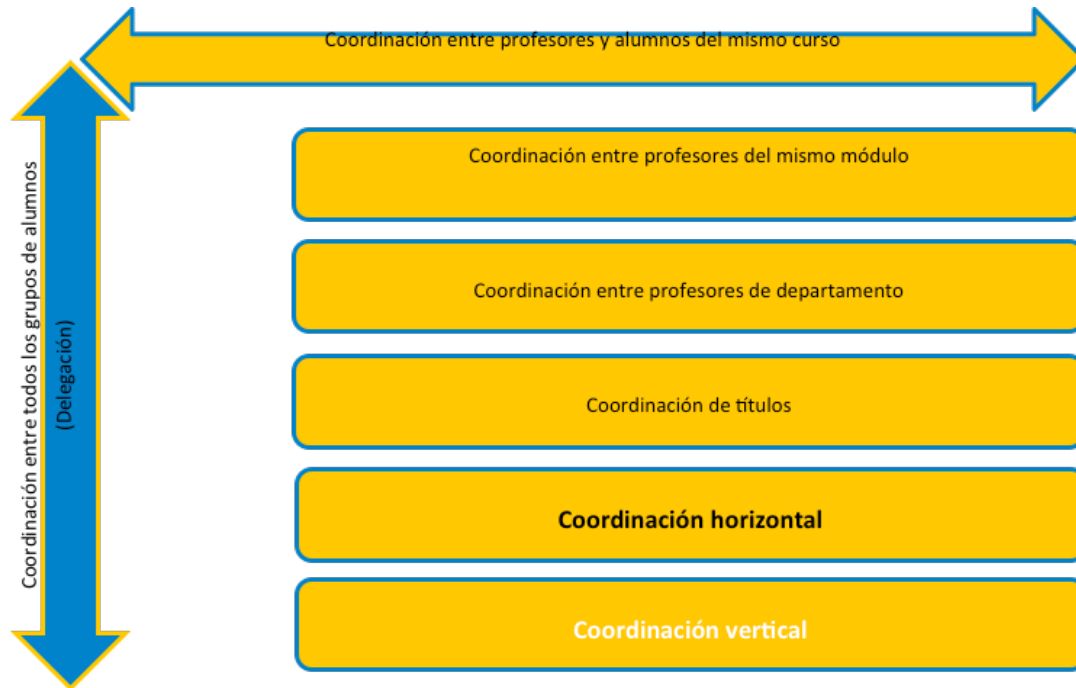 Coordinación entre profesores y alumnos del mismo curso
Coordinación entre todos los grupos de alumnos
(Delegación)
Coordinación entre profesores del mismo módulo
Coordinación entre profesores de departamento
Coordinación de títulos
Coordinación horizontal
Coordinación vertical